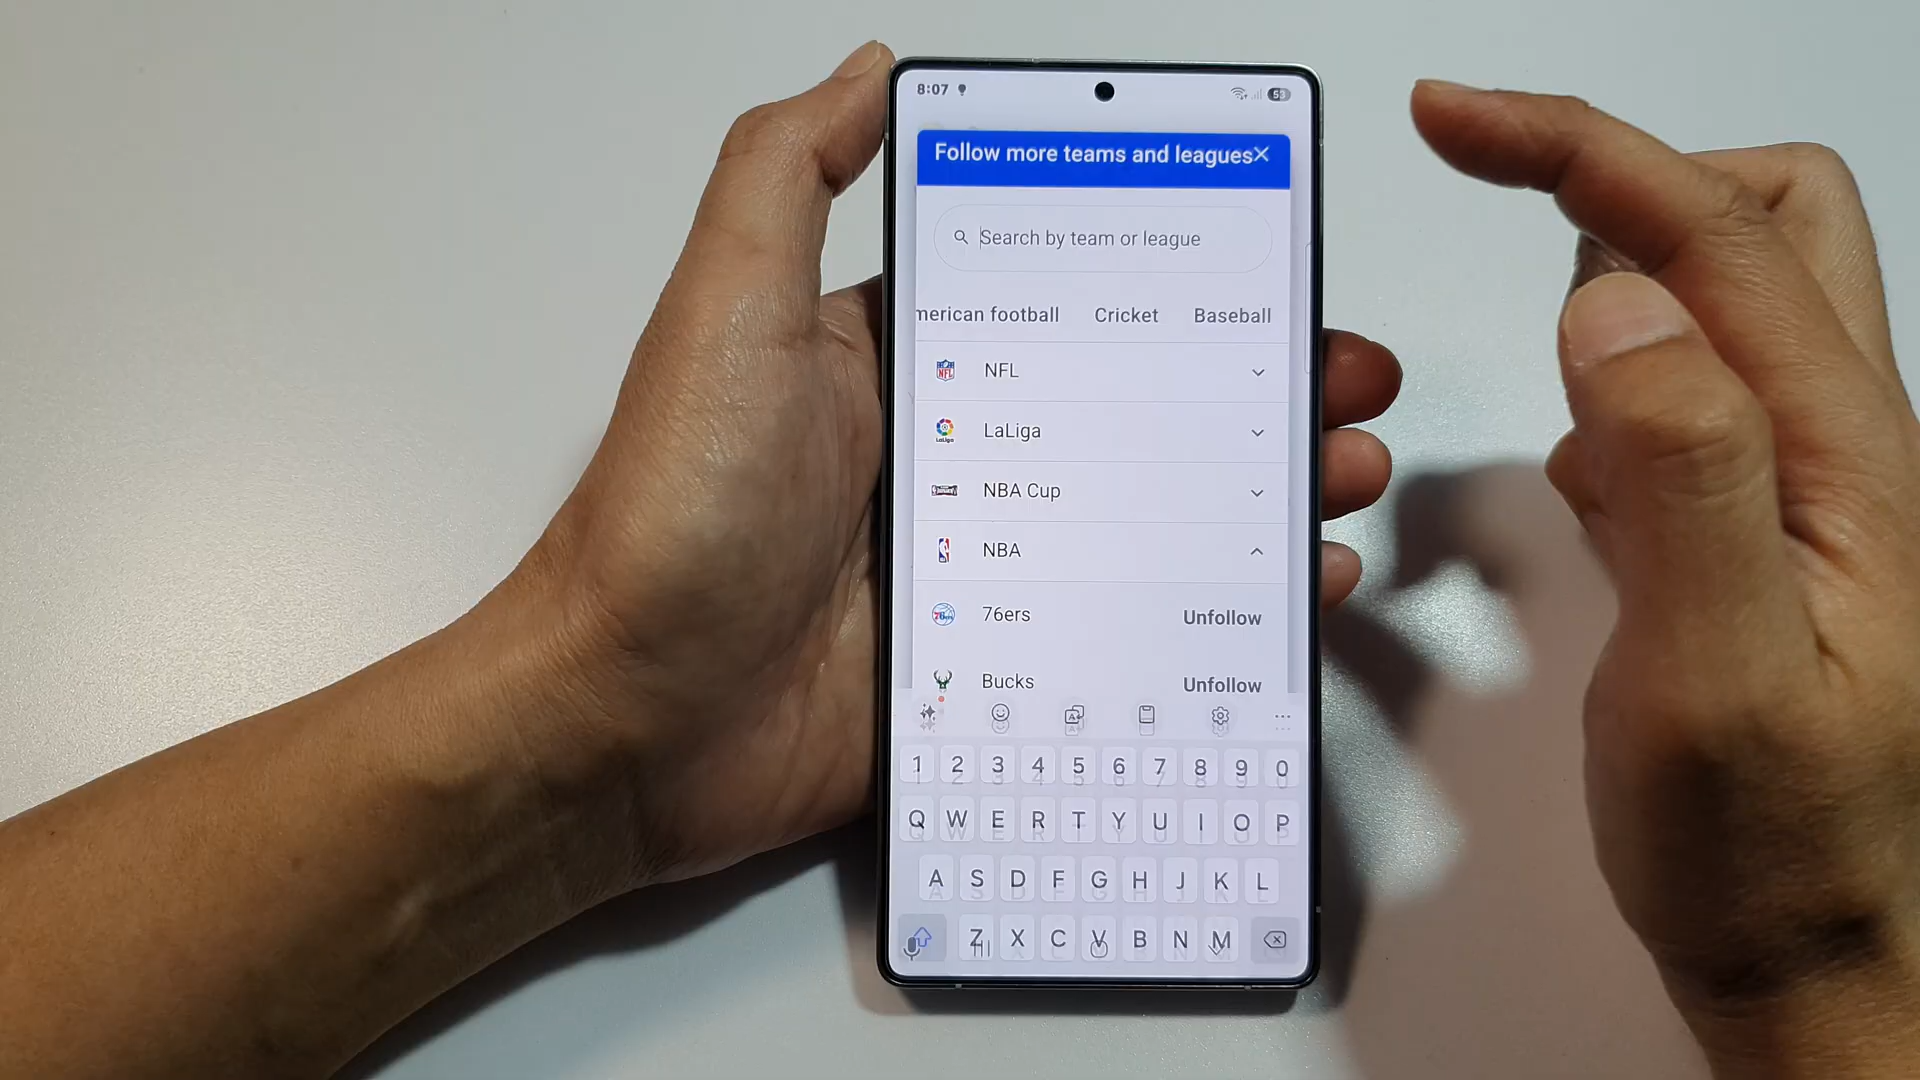 8:07
53
Follow more teams and leagues
Search by team or league
merican football Cricket Baseball
NFL
LaLiga
NBA Cup
NBA
76ers Unfollow
Bucks Unfollow
1 2 3 4 5 6 7 8 9 0
Q W E R T Y U I O P
A S D F G H J K L
Z X C V B N M